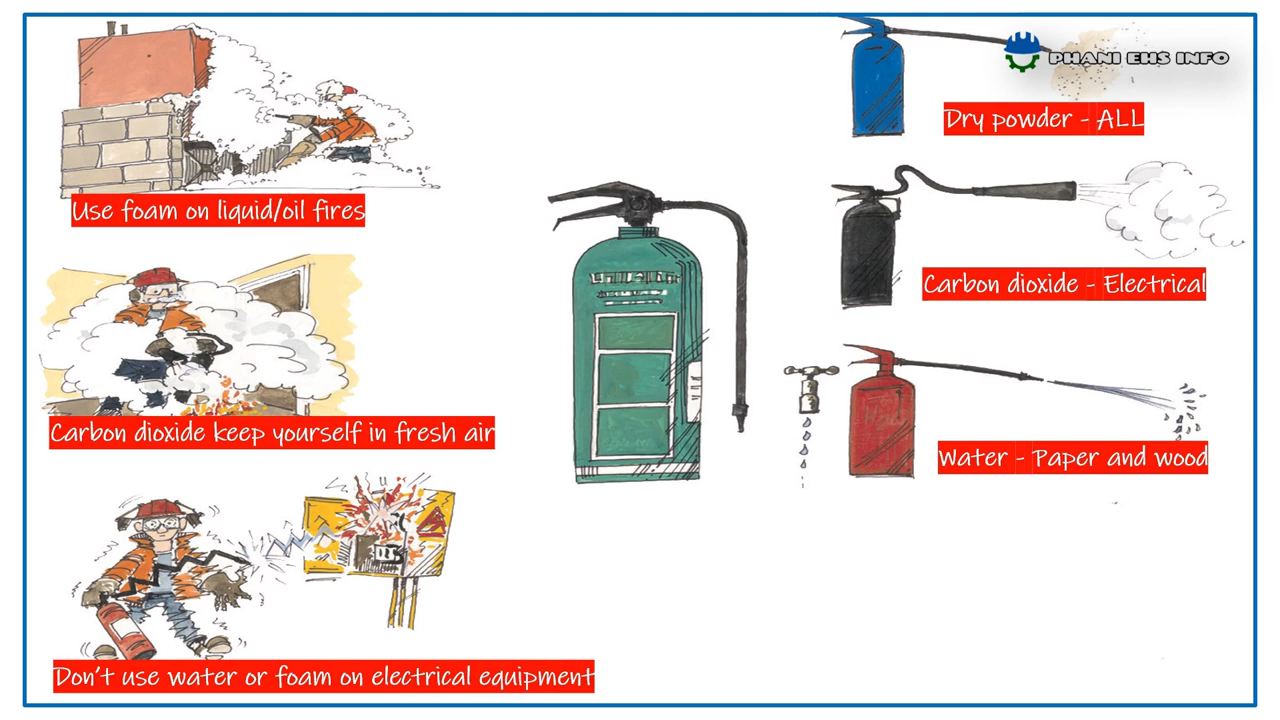 PHANI EHS INFO
Dry powder - ALL
Use foam on liquid/oil fires
Carbon dioxide - Electrical
Carbon dioxide keep yourself in fresh air
Water - Paper and wood
Don't use water or foam on electrical equipment